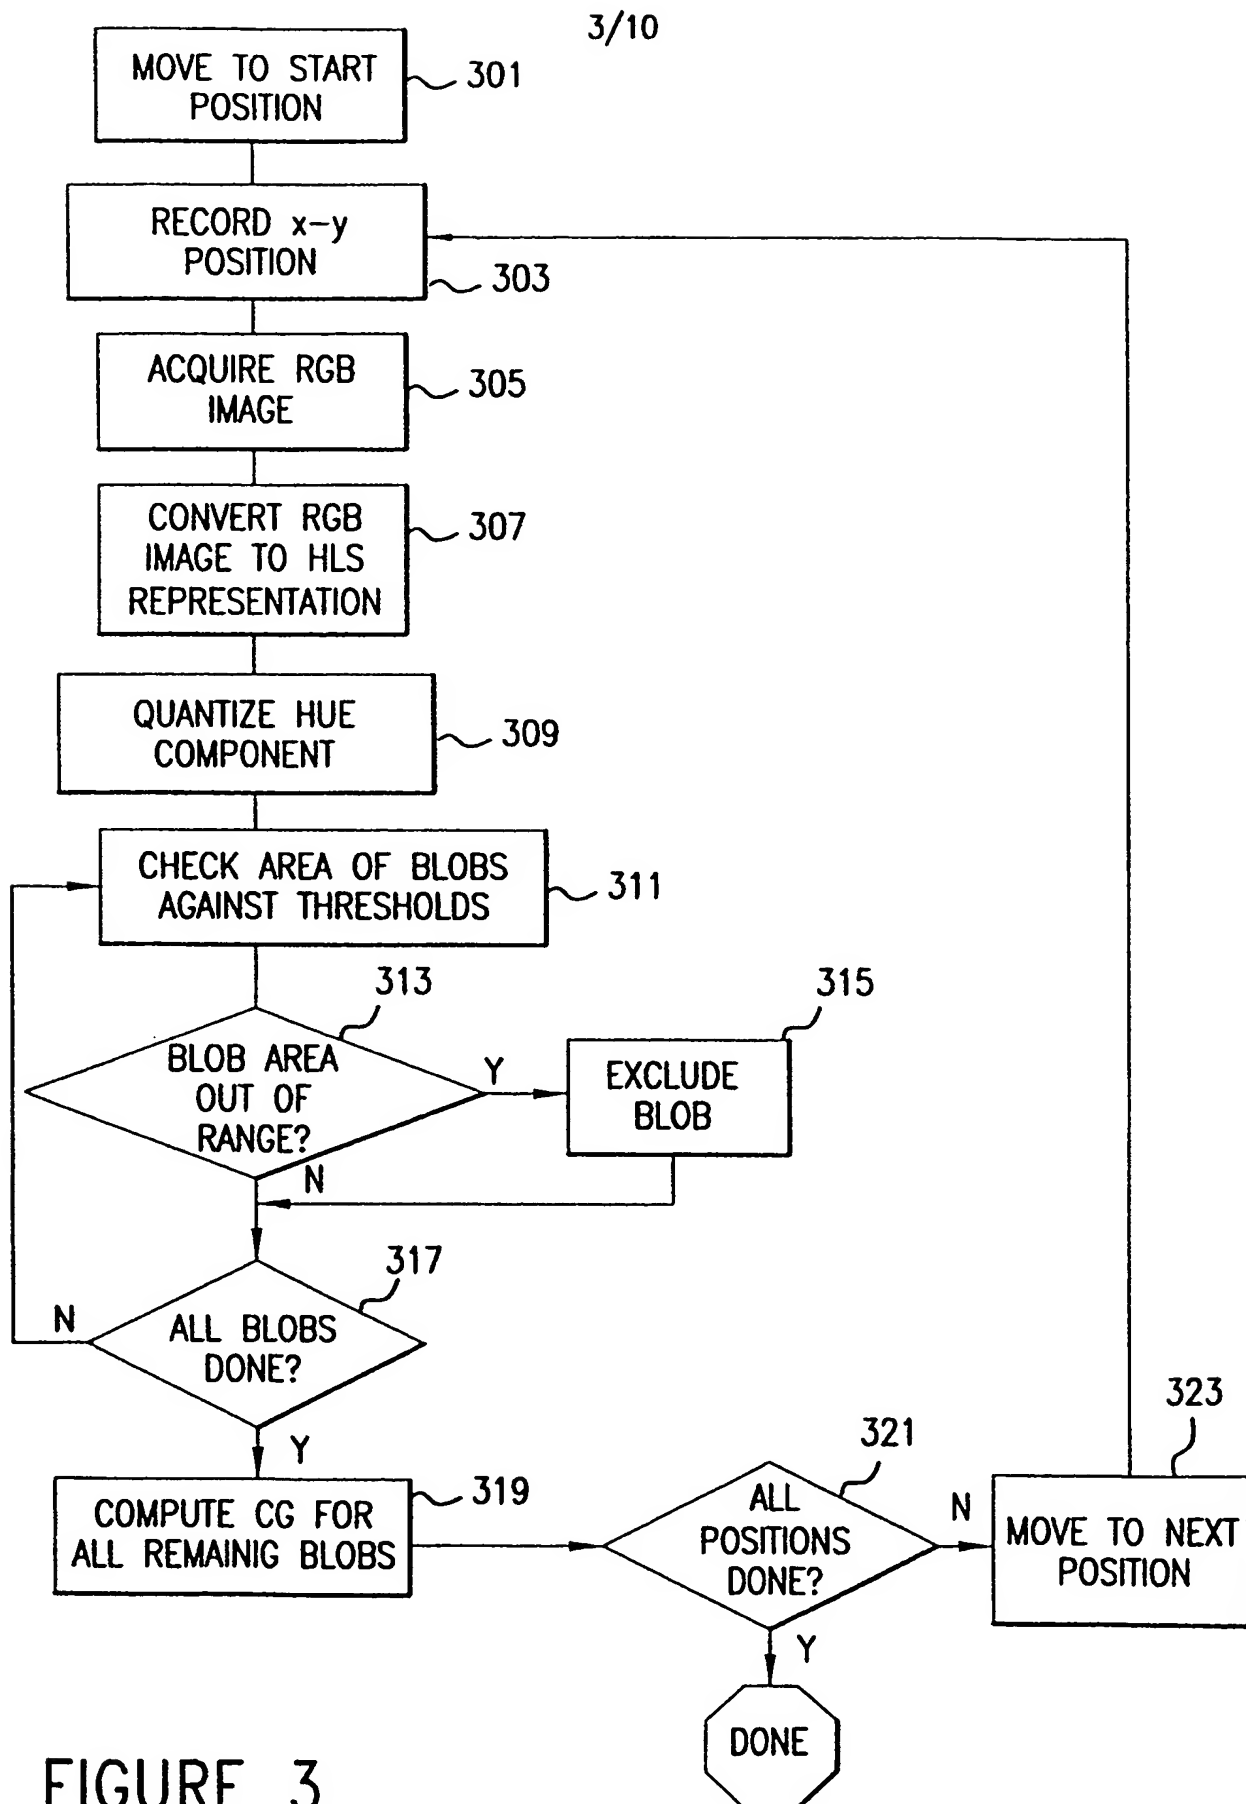 3/10
MOVE TO START
POSITION
301
RECORD x-y
POSITION
303
ACQUIRE RGB
IMAGE
305
CONVERT RGB
IMAGE TO HLS
REPRESENTATION
307
QUANTIZE HUE
COMPONENT
309
CHECK AREA OF BLOBS
AGAINST THRESHOLDS
311
BLOB AREA
OUT OF
RANGE?
313
Y
N
EXCLUDE
BLOB
315
ALL BLOBS
DONE?
317
N
Y
COMPUTE CG FOR
ALL REMAINIG BLOBS
319
ALL
POSITIONS
DONE?
321
N
Y
MOVE TO NEXT
POSITION
323
DONE
FIGURE 3